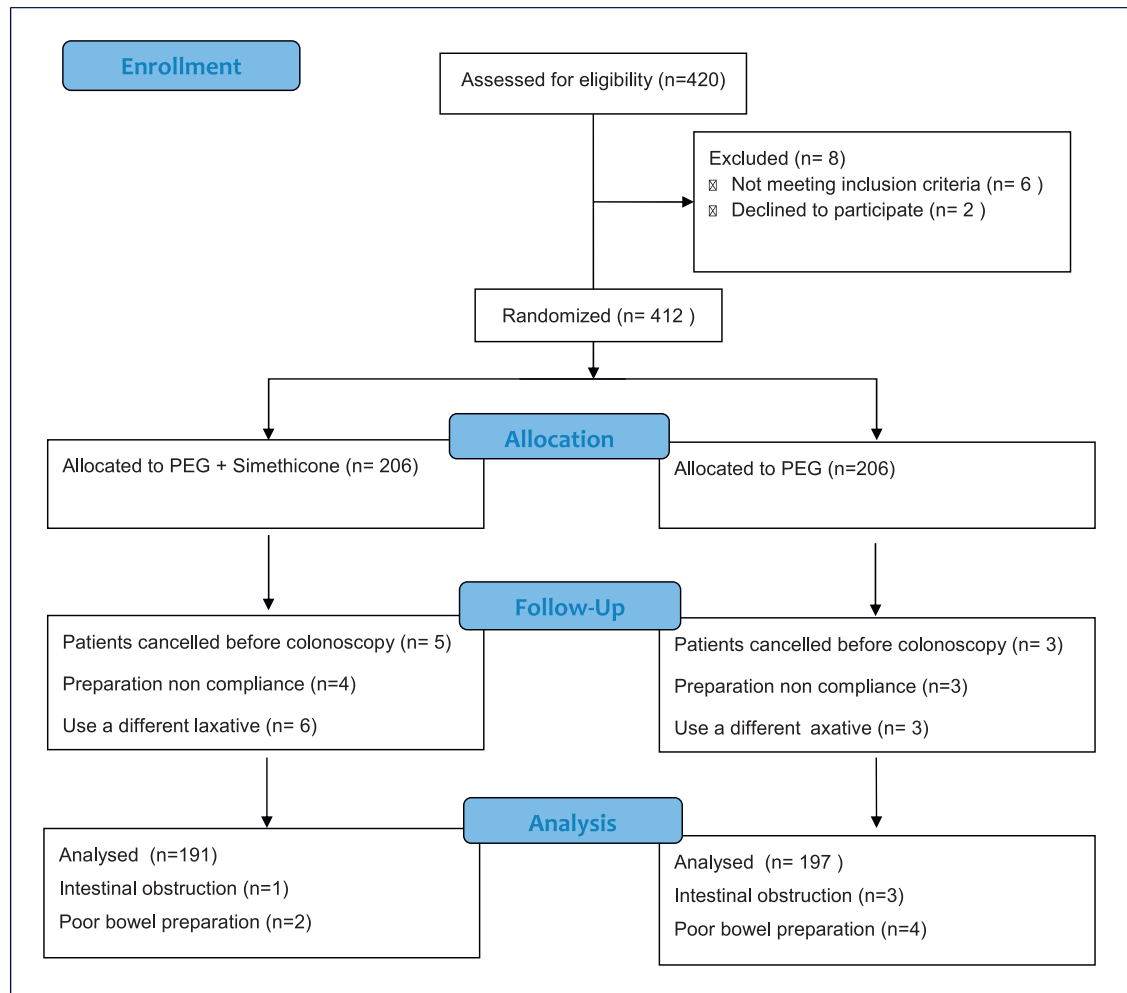 Enrollment
Assessed for eligibility (n=420)
Excluded (n= 8)
Not meeting inclusion criteria (n= 6 )
Declined to participate (n= 2 )
Randomized (n= 412 )
Allocation
Allocated to PEG + Simethicone (n= 206)
Allocated to PEG (n=206)
Follow-Up
Patients cancelled before colonoscopy (n= 5)
Preparation non compliance (n=4)
Use a different laxative (n= 6)
Patients cancelled before colonoscopy (n= 3)
Preparation non compliance (n=3)
Use a different  axative (n= 3)
Analysis
Analysed  (n=191)
Intestinal obstruction (n=1)
Poor bowel preparation (n=2)
Analysed  (n= 197 )
Intestinal obstruction (n=3)
Poor bowel preparation (n=4)